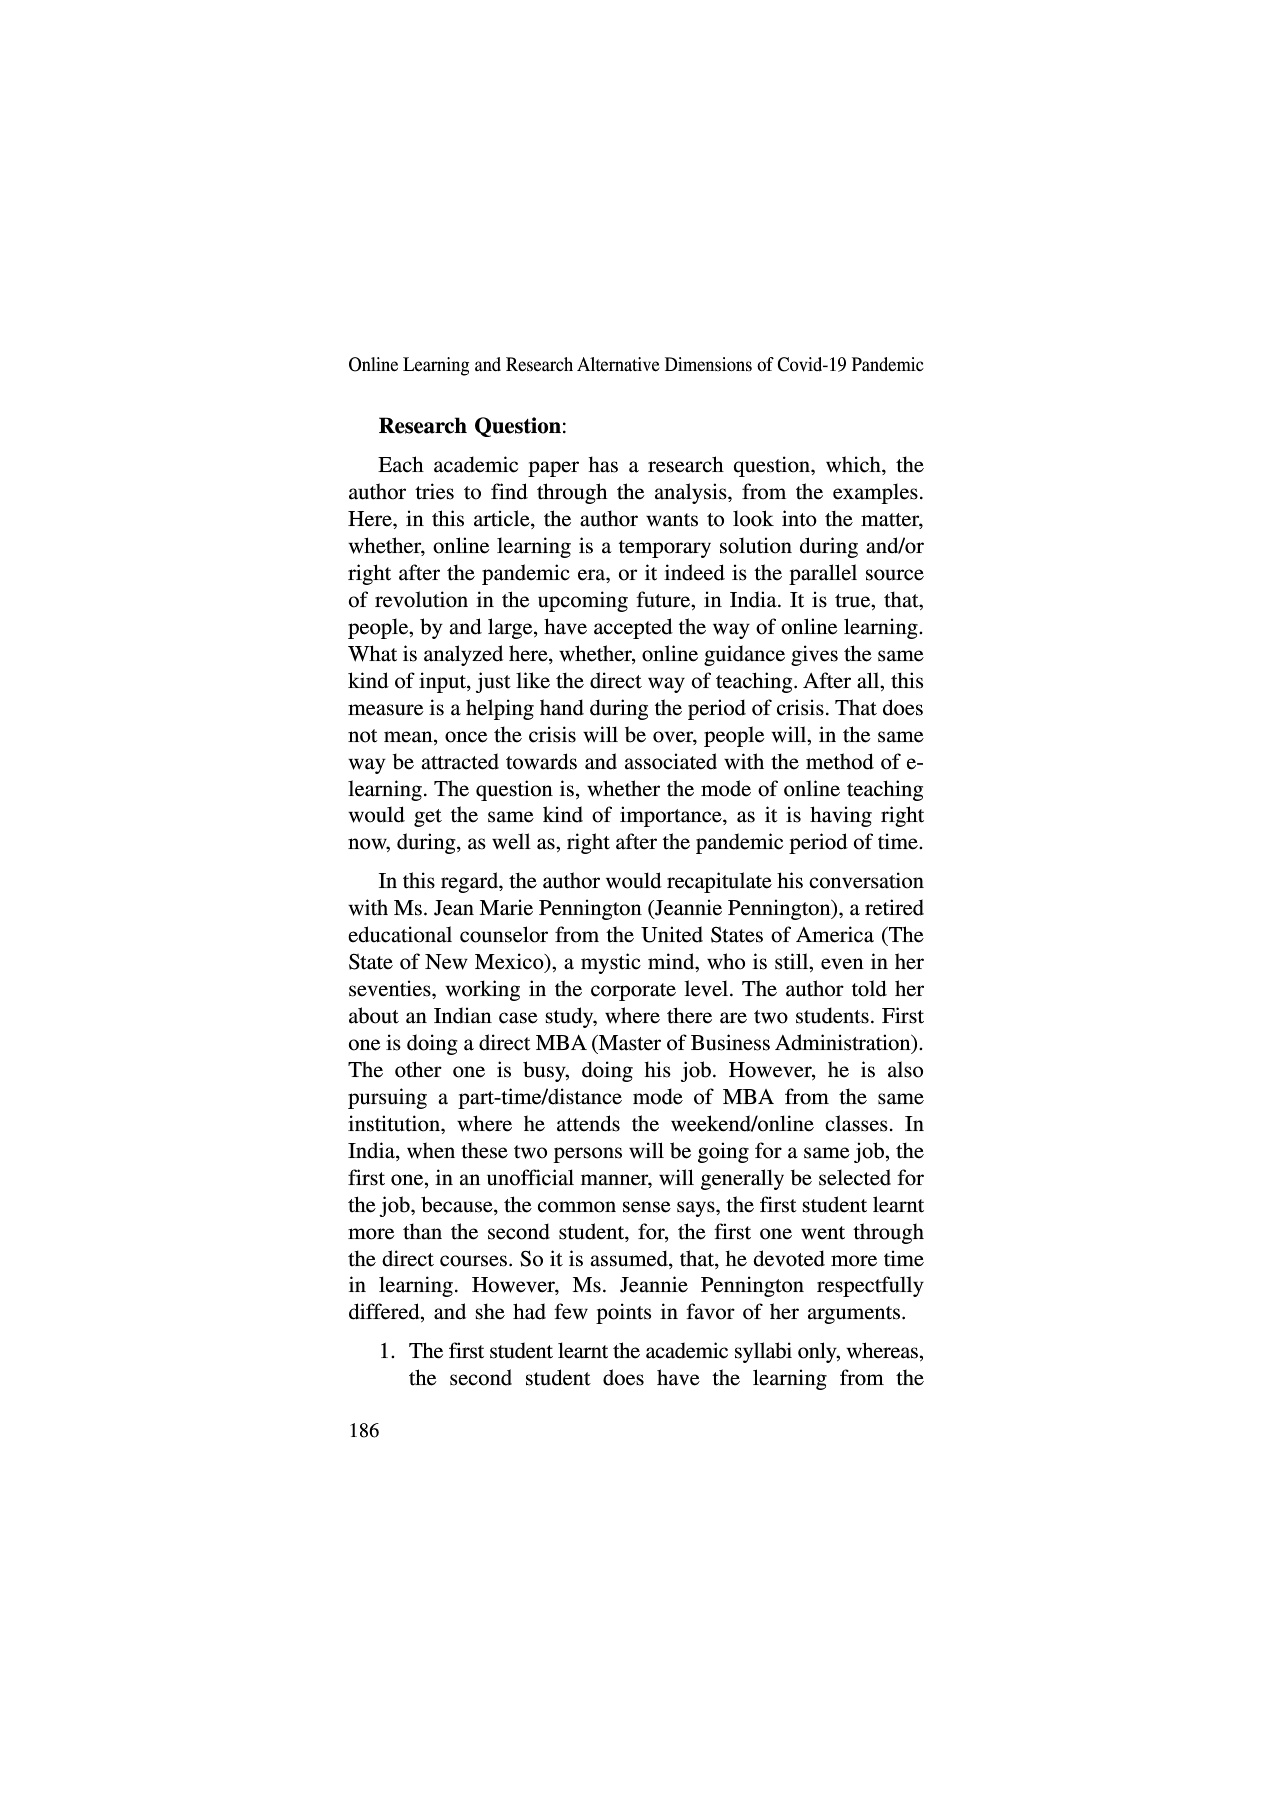 Online Learning and Research Alternative Dimensions of Covid-19 Pandemic
Research Question:
Each academic paper has a research question, which, the
author tries to find through the analysis, from the examples.
Here, in this article, the author wants to look into the matter,
whether, online learning is a temporary solution during and/or
right after the pandemic era, or it indeed is the parallel source
of revolution in the upcoming future, in India. It is true, that,
people, by and large, have accepted the way of online learning.
What is analyzed here, whether, online guidance gives the same
kind of input, just like the direct way of teaching. After all, this
measure is a helping hand during the period of crisis. That does
not mean, once the crisis will be over, people will, in the same
way be attracted towards and associated with the method of e-
learning. The question is, whether the mode of online teaching
would get the same kind of importance, as it is having right
now, during, as well as, right after the pandemic period of time.
In this regard, the author would recapitulate his conversation
with Ms. Jean Marie Pennington (Jeannie Pennington), a retired
educational counselor from the United States of America (The
State of New Mexico), a mystic mind, who is still, even in her
seventies, working in the corporate level. The author told her
about an Indian case study, where there are two students. First
one is doing a direct MBA (Master of Business Administration).
The other one is busy, doing his job. However, he is also
pursuing a part-time/distance mode of MBA from the same
institution, where he attends the weekend/online classes. In
India, when these two persons will be going for a same job, the
first one, in an unofficial manner, will generally be selected for
the job, because, the common sense says, the first student learnt
more than the second student, for, the first one went through
the direct courses. So it is assumed, that, he devoted more time
in learning. However, Ms. Jeannie Pennington respectfully
differed, and she had few points in favor of her arguments.
1. The first student learnt the academic syllabi only, whereas,
the second student does have the learning from the
186